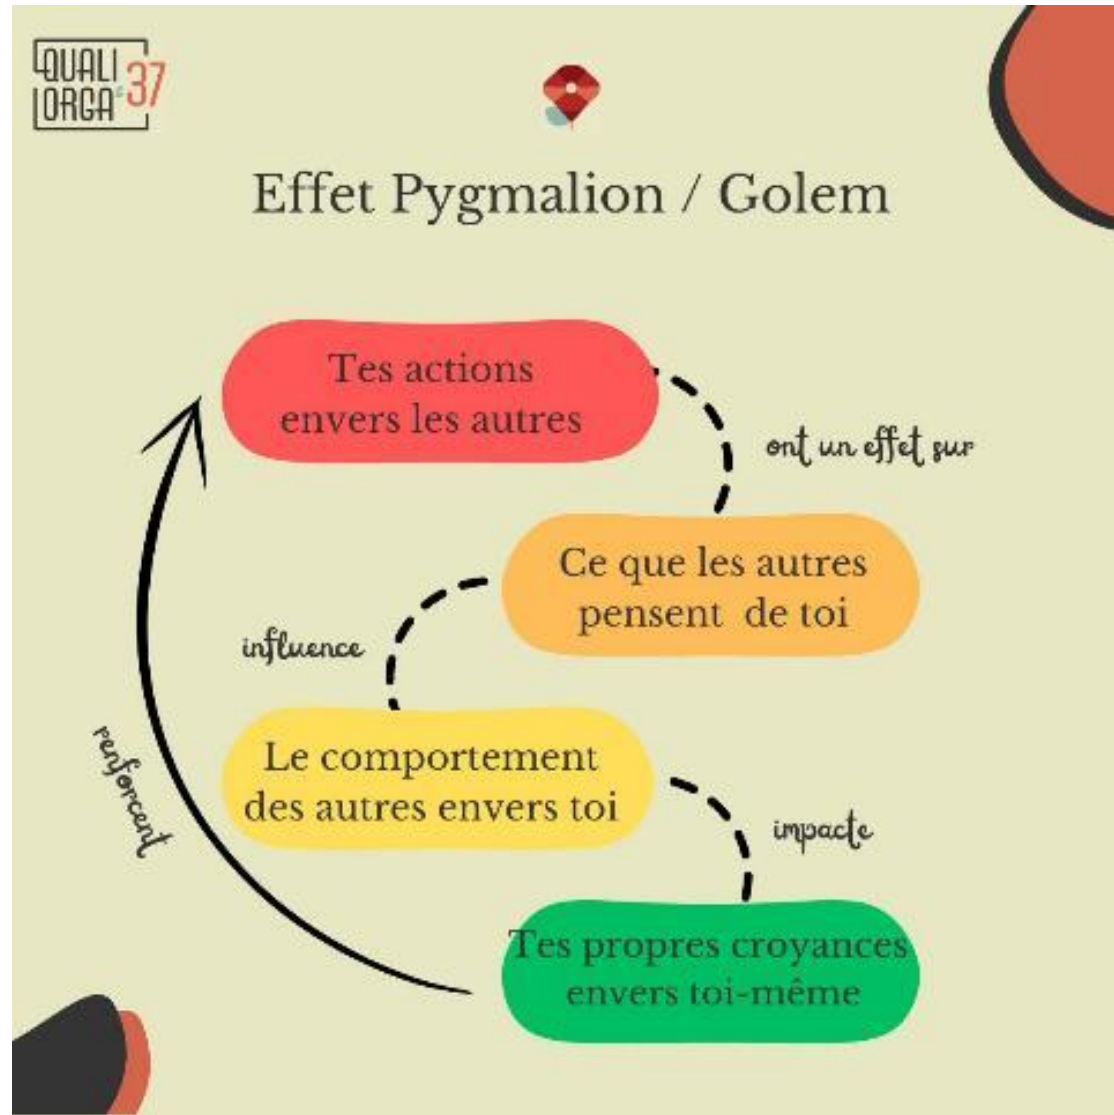 QUALI
ORGA & 37
Effet Pygmalion / Golem
Tes actions
envers les autres
ont un effet sur
Ce que les autres
pensent de toi
influence
Le comportement
des autres envers toi
renforcent
impacte
Tes propres croyances
envers toi-même